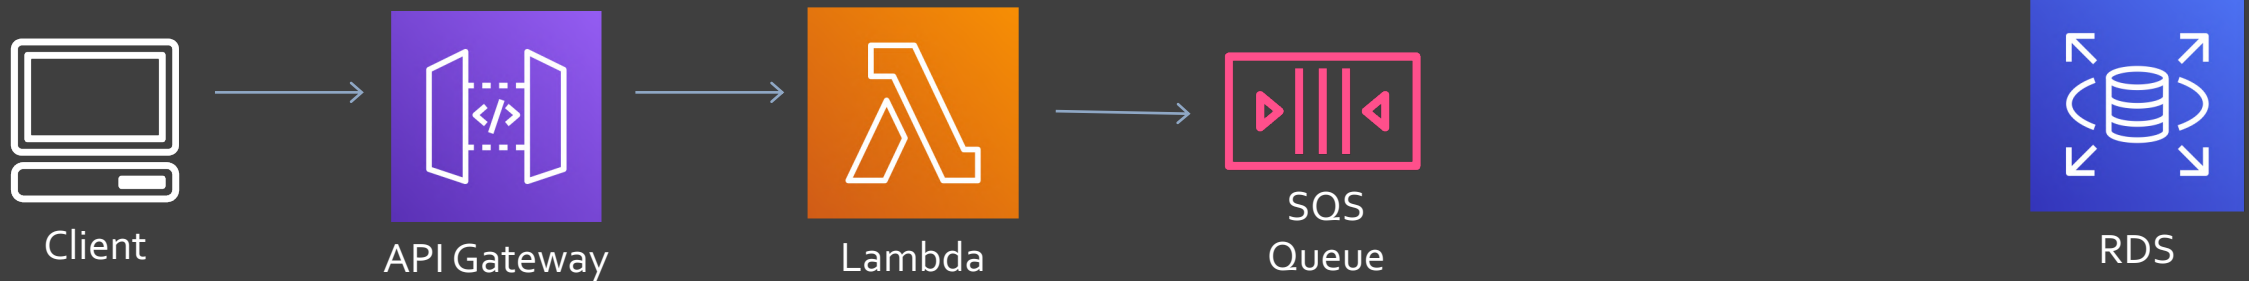 Client
API Gateway
Lambda
SQS
Queue
RDS